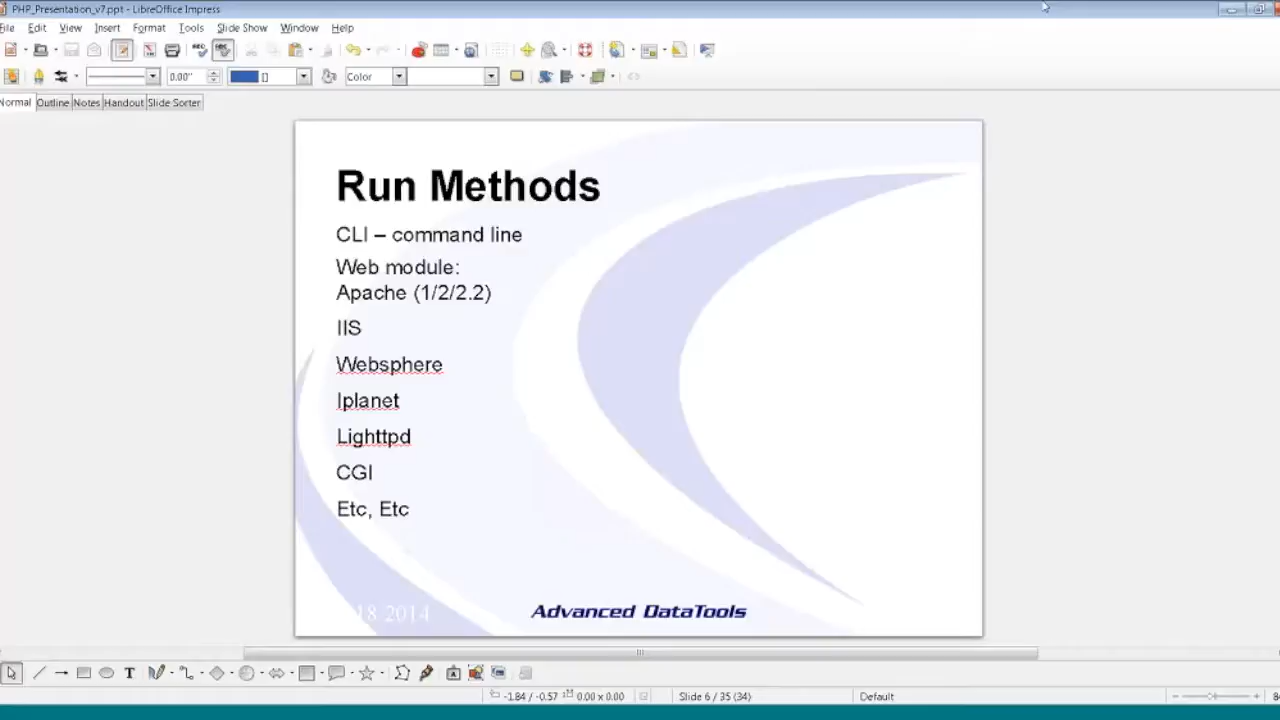 PHP_Presentation_v7.ppt - LibreOffice Impress
File Edit View Insert Format Tools Slide Show Window Help
0.00" [] Color
Normal Outline Notes Handout Slide Sorter
Run Methods
CLI – command line
Web module:
Apache (1/2/2.2)
IIS
Websphere
Iplanet
Lighttpd
CGI
Etc, Etc
18 2014 Advanced DataTools
-1.84 / -0.57 0.00 x 0.00 Slide 6 / 35 (34) Default